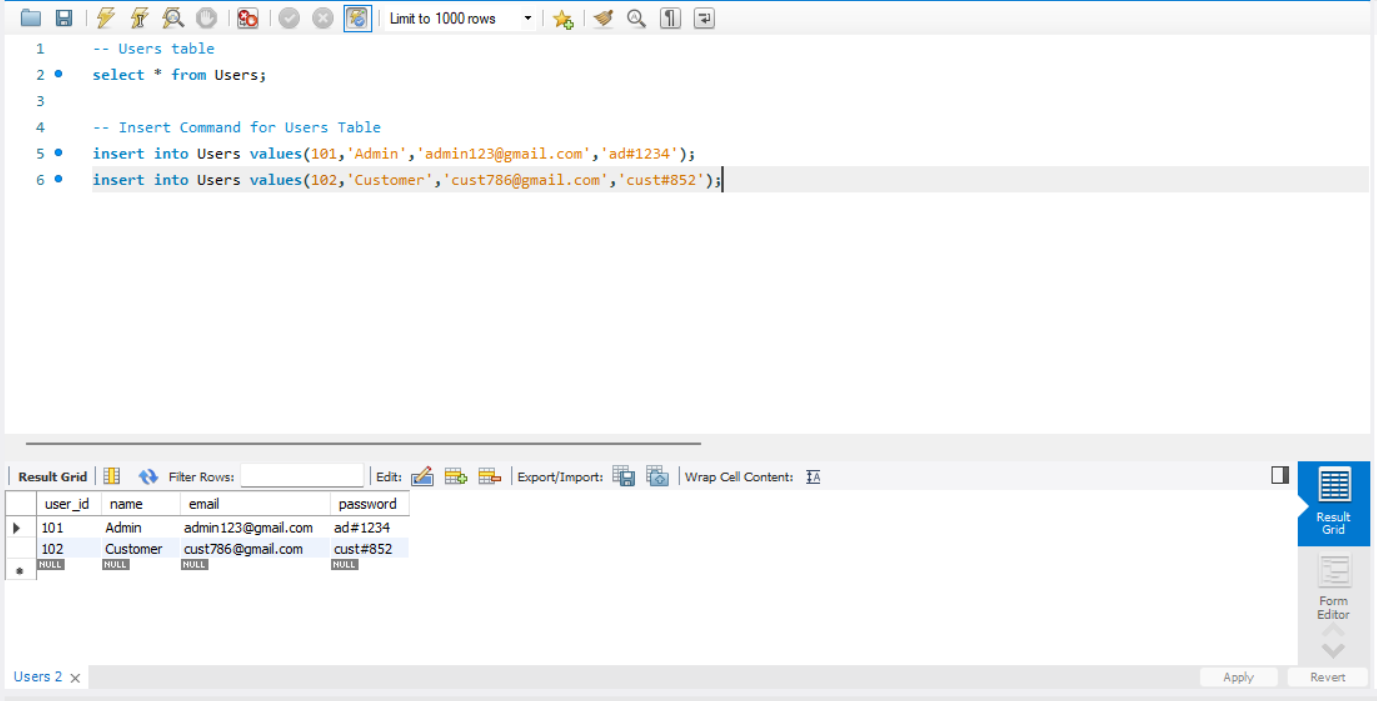 Limit to 1000 rows
1 -- Users table
2 select * from Users;
3
4 -- Insert Command for Users Table
5 insert into Users values(101,'Admin','admin123@gmail.com','ad#1234');
6 insert into Users values(102,'Customer','cust786@gmail.com','cust#852');
Result Grid Filter Rows: Edit: Export/Import: Wrap Cell Content: IA
user_id name email password
101 Admin admin123@gmail.com ad#1234
102 Customer cust786@gmail.com cust#852
NULL NULL NULL NULL
Result
Grid
Form
Editor
Users 2 Apply Revert